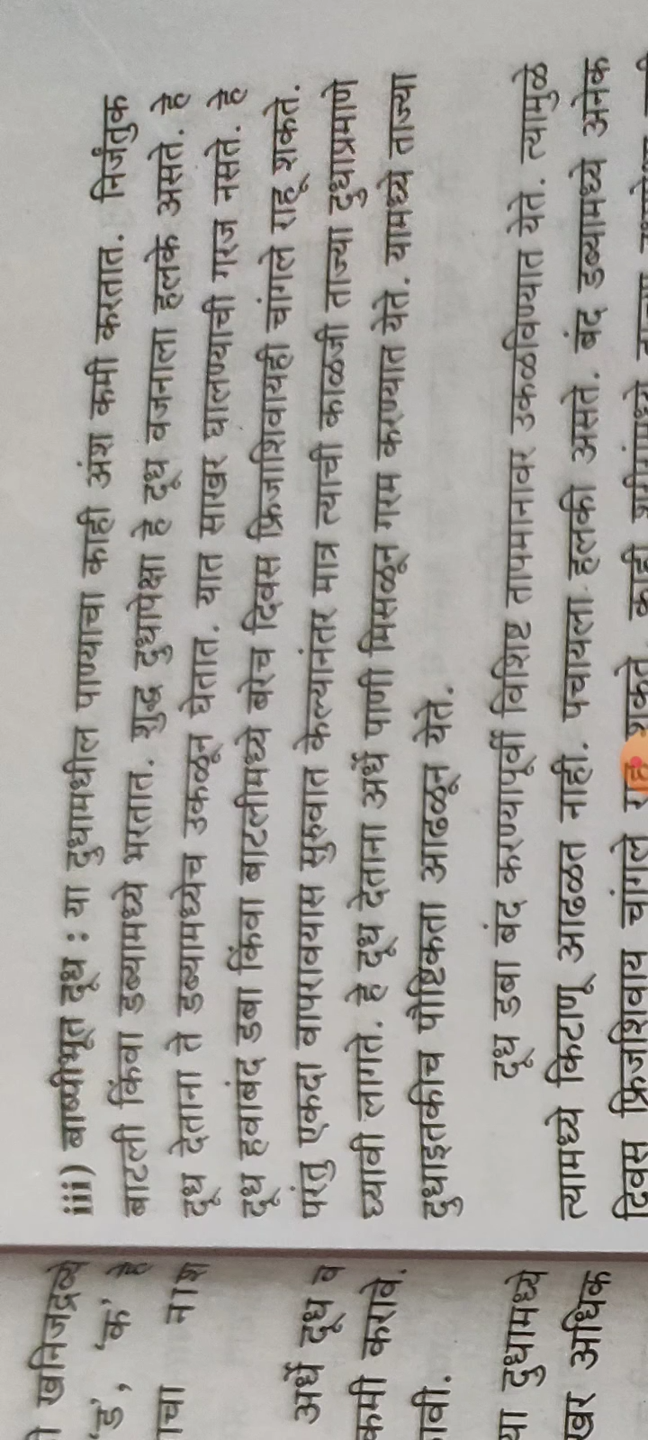 iii) बाष्पीभूत दूध : या दुधामधील पाण्याचा काही अंश कमी करतात. निर्जंतुक
बाटली किंवा डब्यामध्ये भरतात. शुद्ध दुधापेक्षा हे दूध वजनाला हलके असते. हे
दूध देताना ते डब्यामध्येच उकळून घेतात. यात साखर घालण्याची गरज नसते. हे
दूध हवाबंद डबा किंवा बाटलीमध्ये बरेच दिवस फ्रिजशिवायही चांगले राहू शकते.
परंतु एकदा वापरावयास सुरुवात केल्यानंतर मात्र त्याची काळजी ताज्या दुधाप्रमाणे
घ्यावी लागते. हे दूध देताना अर्धे पाणी मिसळून गरम करण्यात येते. यामध्ये ताज्या
दुधाइतकीच पौष्टिकता आढळून येते.
दूध डबा बंद करण्यापूर्वी विशिष्ट तापमानावर उकळविण्यात येते. त्यामुळे
त्यामध्ये किटाणू आढळत नाही. पचायला हलकी असते. बंद डब्यामध्ये अनेक
दिवस फ्रिजशिवाय चांगले शकते. काही
खनिजद्रव्ये
'ड', 'क' हे
नाश
अर्धे दूध व
कमी करावे.
दुधामध्ये
अधिक